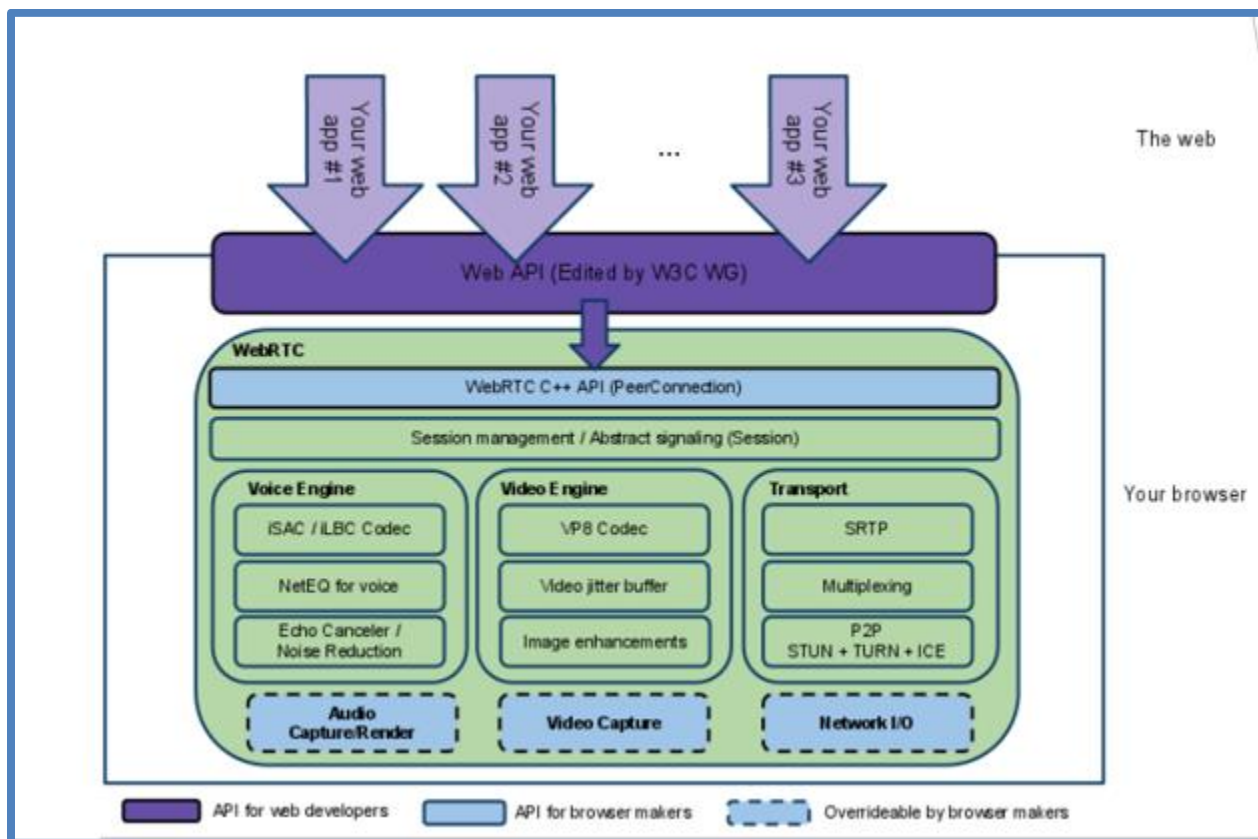 Your web
app #1
Your web
app #2
...
Your web
app #3
The web
Web API (Edited by W3C WG)
WebRTC
WebRTC C++ API (PeerConnection)
Session management / Abstract signaling (Session)
Your browser
Voice Engine
iSAC / iLBC Codec
NetEQ for voice
Echo Canceler /
Noise Reduction
Video Engine
VP8 Codec
Video jitter buffer
Image enhancements
Transport
SRTP
Multiplexing
P2P
STUN + TURN + ICE
Audio
Capture/Render
Video Capture
Network I/O
API for web developers
API for browser makers
Overrideable by browser makers